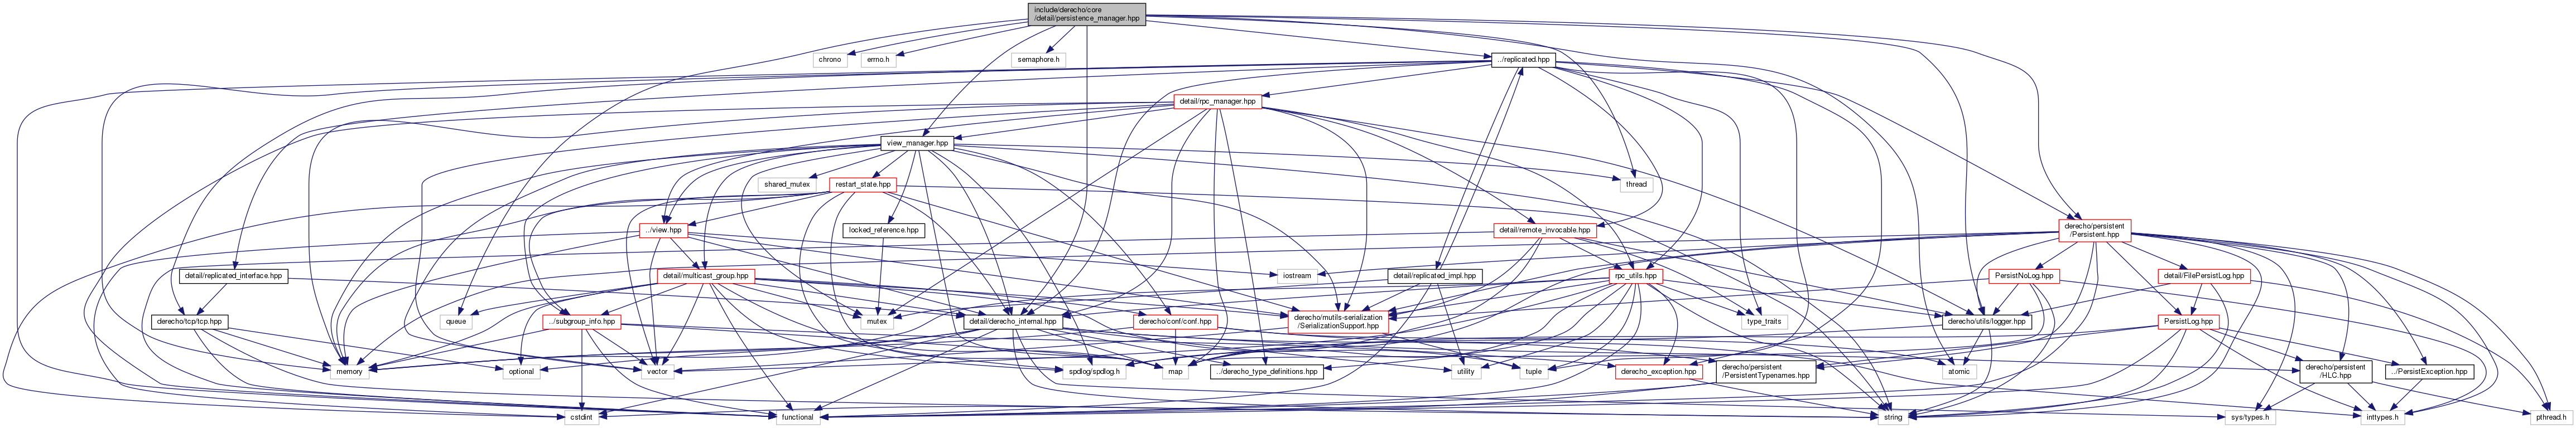 include/derecho/core
/detail/persistence_manager.hpp
chrono
errno.h
semaphore.h
../replicated.hpp
detail/rpc_manager.hpp
view_manager.hpp
shared_mutex
restart_state.hpp
thread
../view.hpp
locked_reference.hpp
detail/remote_invocable.hpp
derecho/persistent
/Persistent.hpp
detail/replicated_interface.hpp
detail/multicast_group.hpp
iostream
detail/replicated_impl.hpp
rpc_utils.hpp
PersistNoLog.hpp
detail/FilePersistLog.hpp
derecho/tcp/tcp.hpp
queue
../subgroup_info.hpp
mutex
detail/derecho_internal.hpp
derecho/conf/conf.hpp
derecho/mutils-serialization
/SerializationSupport.hpp
type_traits
derecho/utils/logger.hpp
PersistLog.hpp
memory
optional
vector
spdlog/spdlog.h
map
../derecho_type_definitions.hpp
utility
tuple
derecho_exception.hpp
derecho/persistent
/PersistentTypenames.hpp
atomic
derecho/persistent
/HLC.hpp
../PersistException.hpp
cstdint
functional
string
sys/types.h
inttypes.h
pthread.h